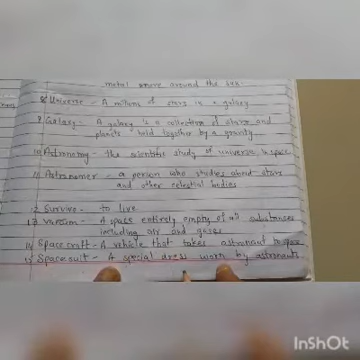 metal
around the sun.
8) Universe - A millons of stars is a galaxy
9 Galaxy - A galaxy is a collection of stars and
planets held together by a gravity
10) Astronomy - the scientific study of universe & space
11 Astronomer - a person who studies about stars
and other celestial bodies
12 Survive - to live
13 Vacuum - A space entirely empty of all substances
including air and gases
14 Space craft - A vehicle that takes astronaut to space
15 Space suit - A special dress worn by astronauts
InShOt